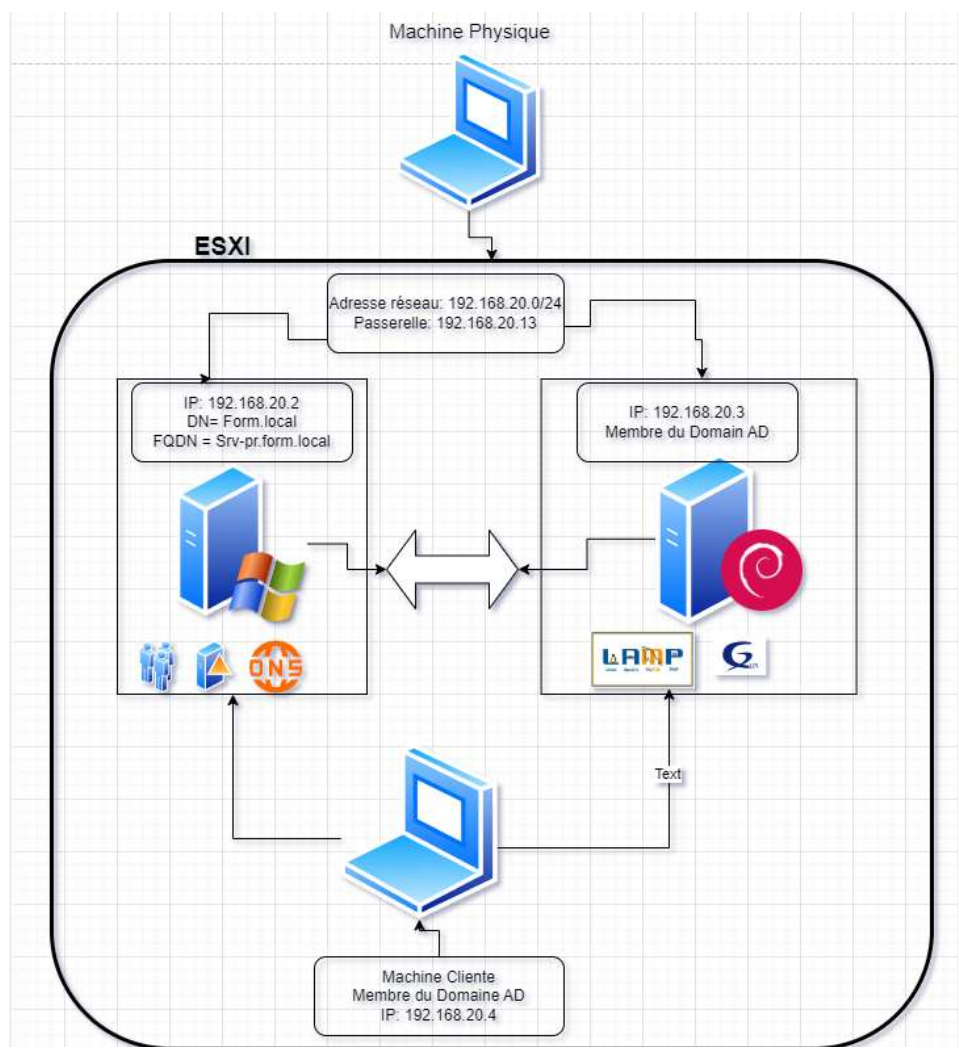 Machine Physique
ESXI
Adresse réseau: 192.168.20.0/24
Passerelle: 192.168.20.13
IP: 192.168.20.2
DN= Form.local
FQDN = Srv-pr.form.local
IP: 192.168.20.3
Membre du Domain AD
DNS
LAMP
Text
Machine Cliente
Membre du Domaine AD
IP: 192.168.20.4